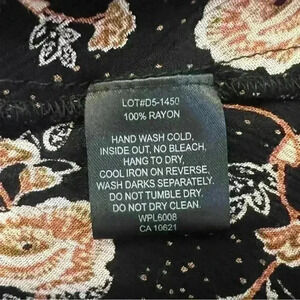 LOT#D5-1450
100% RAYON
HAND WASH COLD,
INSIDE OUT, NO BLEACH,
HANG TO DRY,
COOL IRON ON REVERSE,
WASH DARKS SEPARATELY.
DO NOT TUMBLE DRY.
DO NOT DRY CLEAN.
WPL6008
CA 10621